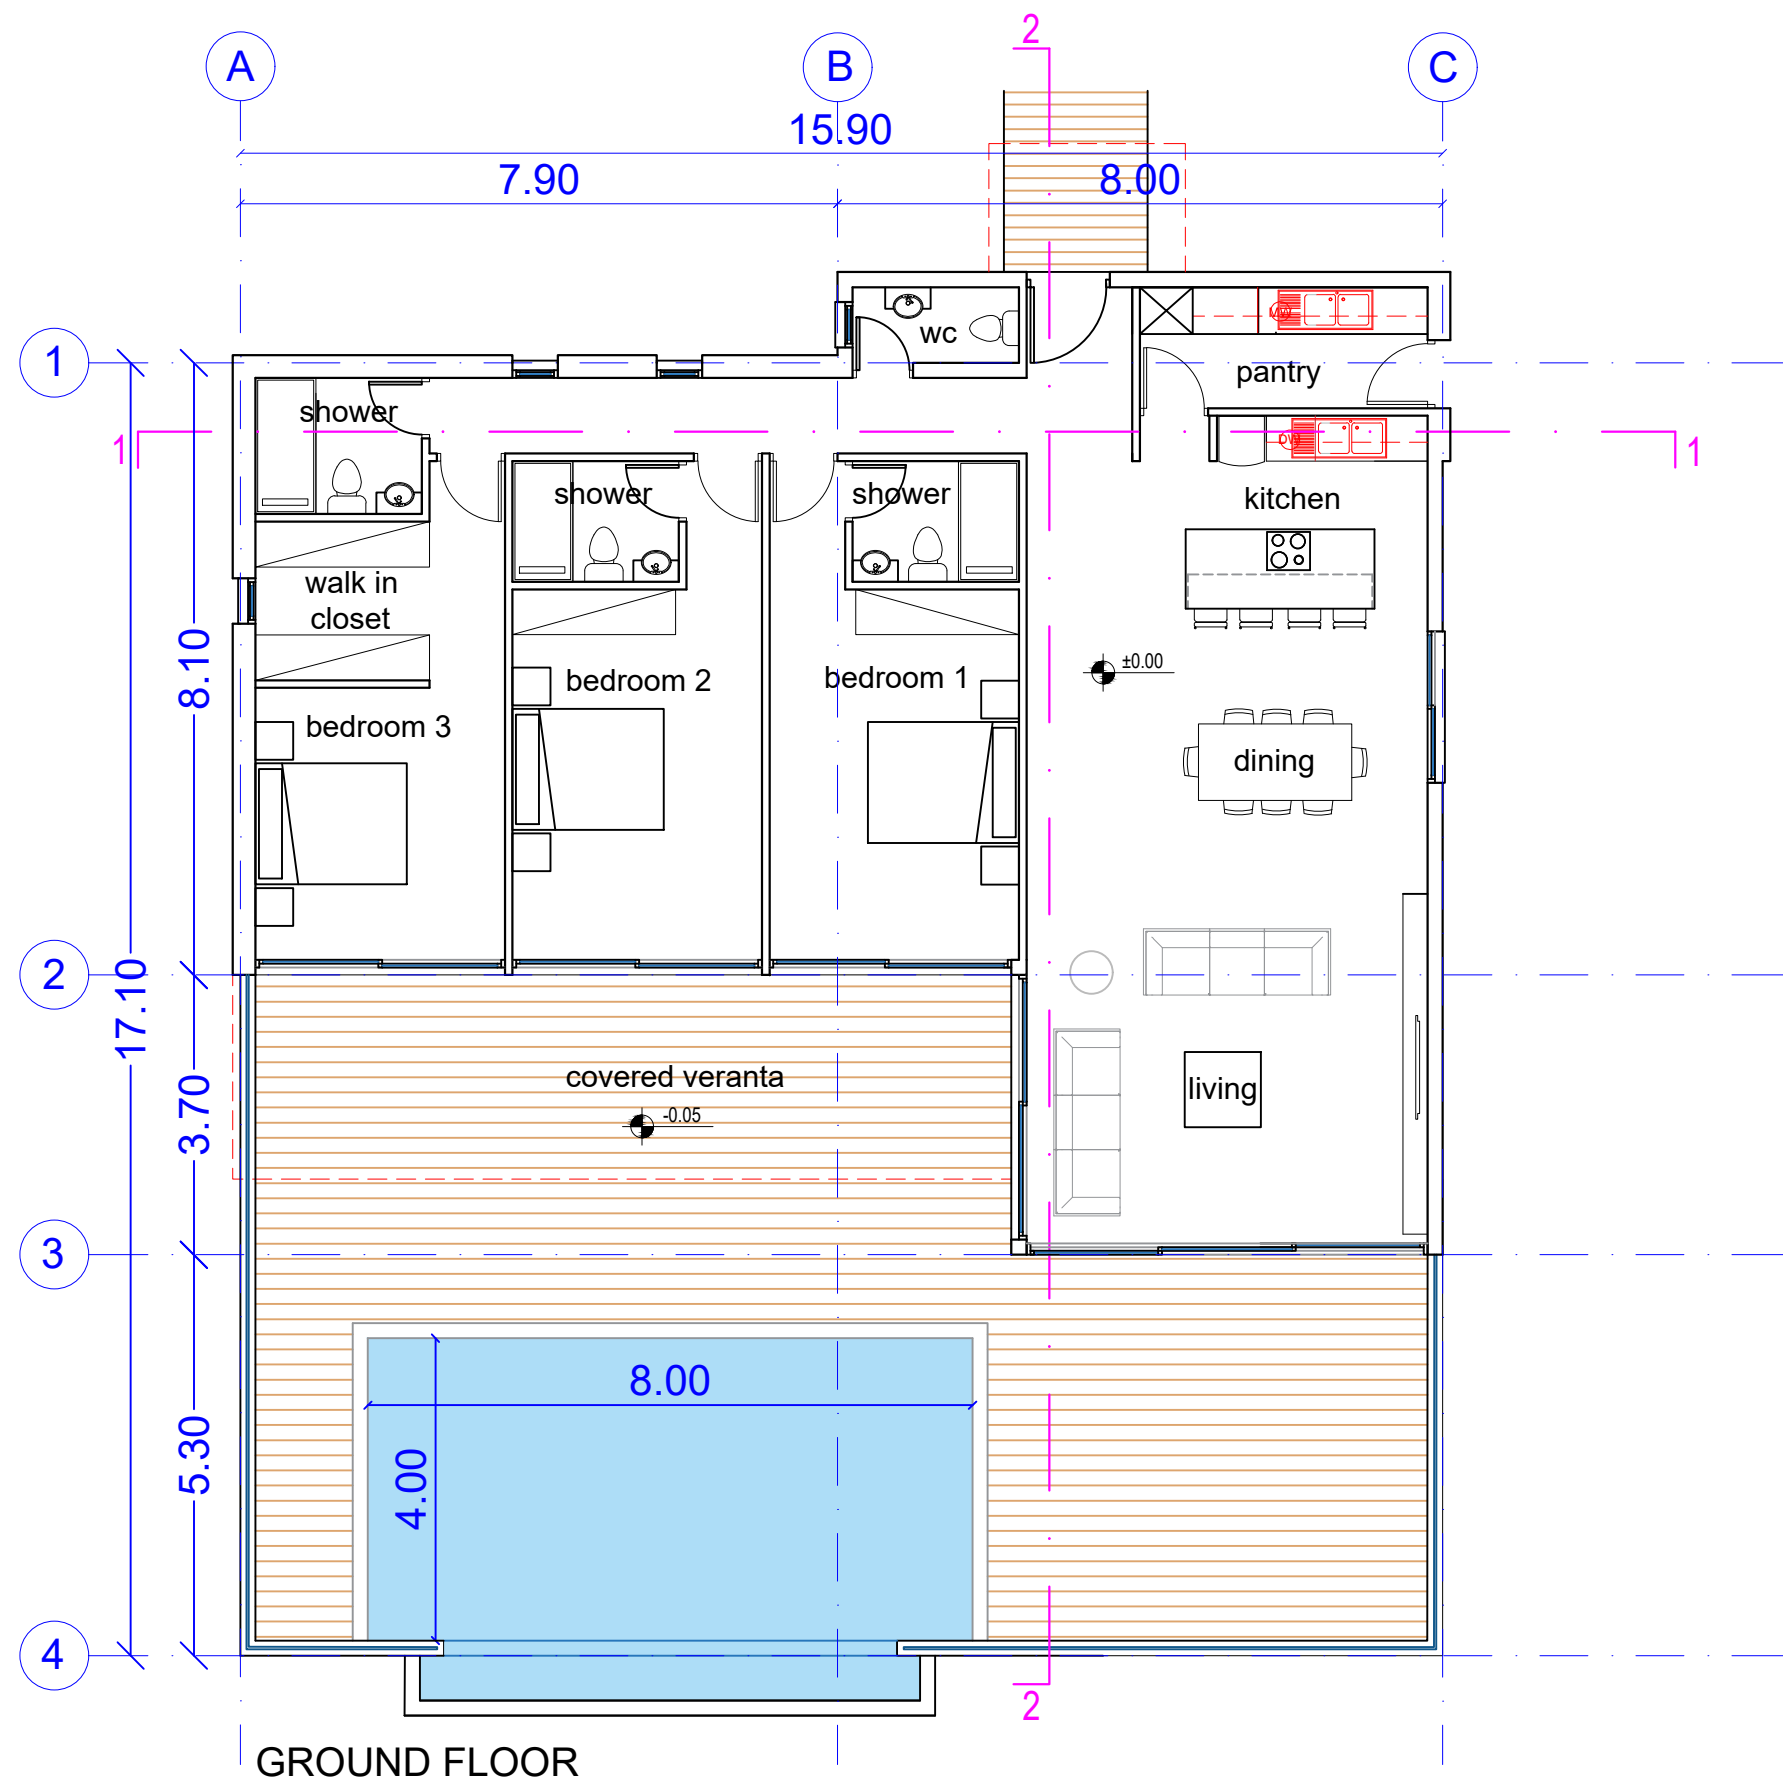 A
B
C
2
15.90
7.90
8.00
1
wc
MW
pantry
shower
1
DW
1
shower
shower
kitchen
walk in
closet
8.10
±0.00
bedroom 2
bedroom 1
bedroom 3
dining
2
17.10
covered veranta
living
3.70
-0.05
3
8.00
5.30
4.00
4
2
GROUND FLOOR